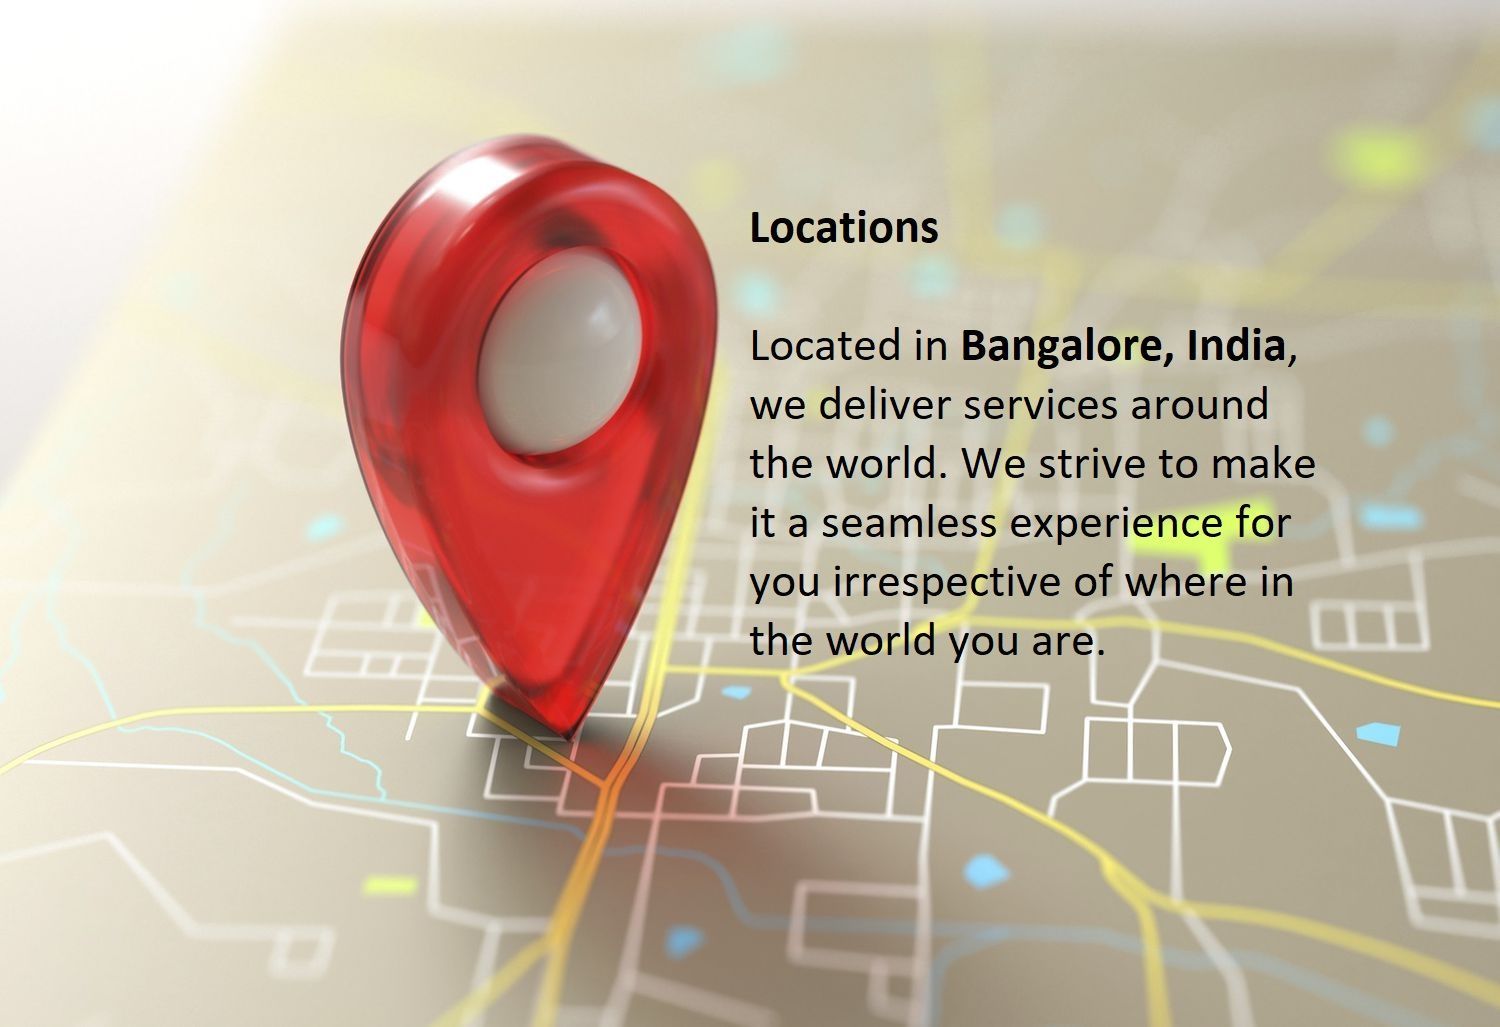 Locations
Located in Bangalore, India,
we deliver services around
the world. We strive to make
it a seamless experience for
you irrespective of where in
the world you are.